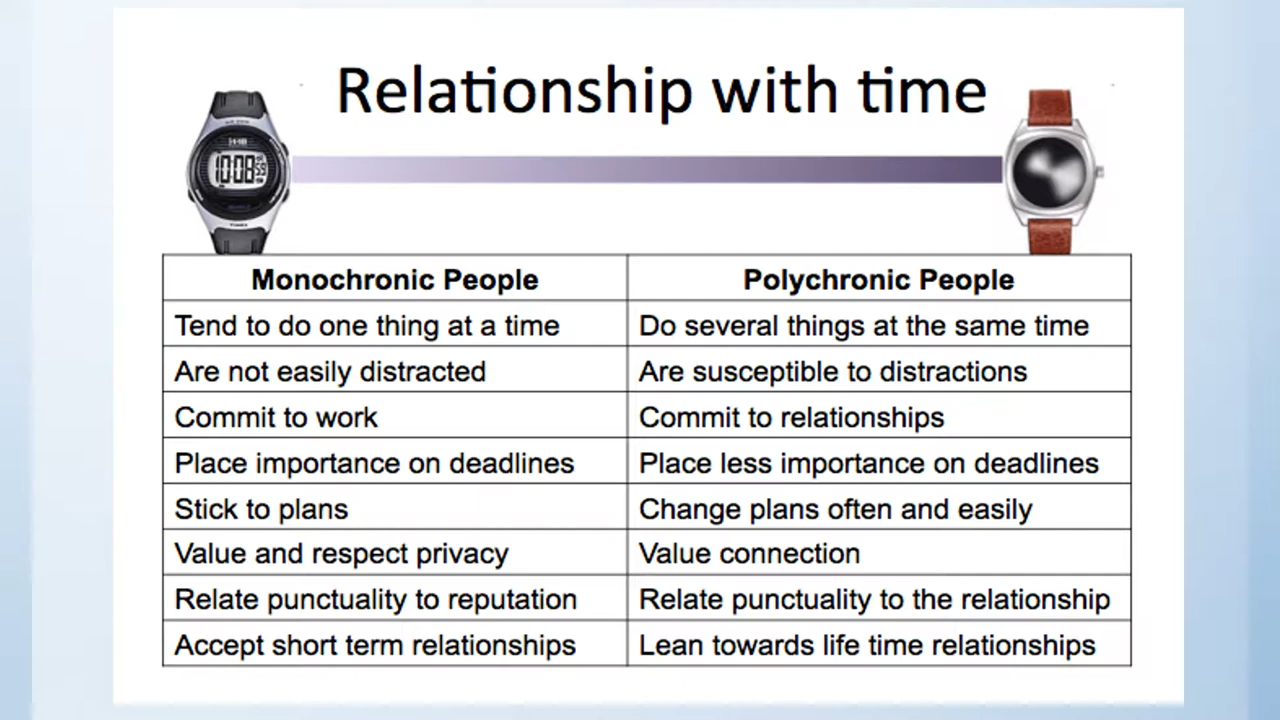 Relationship with time
10:08
TIMEX
Monochronic People
Polychronic People
Tend to do one thing at a time
Do several things at the same time
Are not easily distracted
Are susceptible to distractions
Commit to work
Commit to relationships
Place importance on deadlines
Place less importance on deadlines
Stick to plans
Change plans often and easily
Value and respect privacy
Value connection
Relate punctuality to reputation
Relate punctuality to the relationship
Accept short term relationships
Lean towards life time relationships